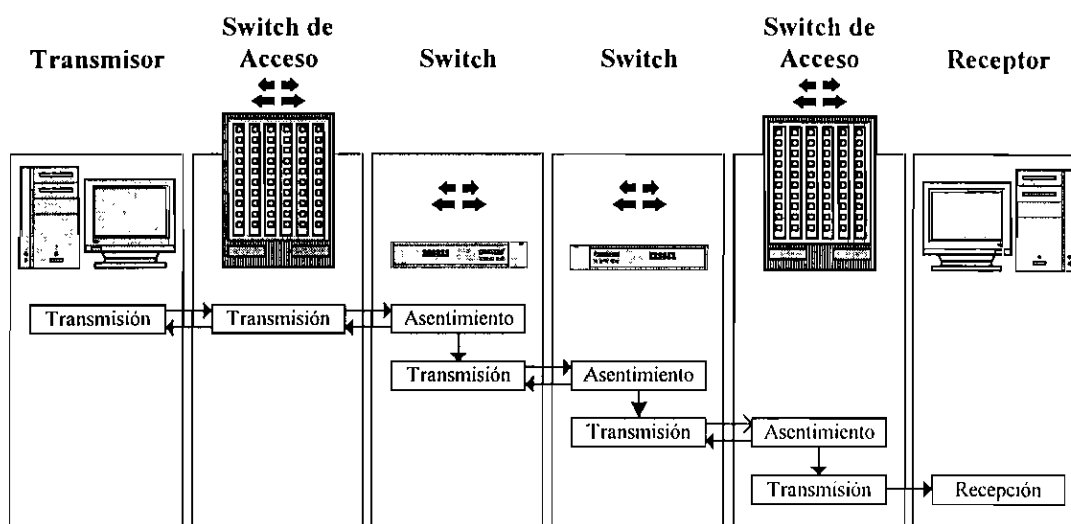 Transmisor
Switch de
Acceso
Switch
Switch
Switch de
Acceso
Receptor
Transmisión
Transmisión
Asentimiento
Transmisión
Asentimiento
Transmisión
Asentimiento
Transmisión
Recepción